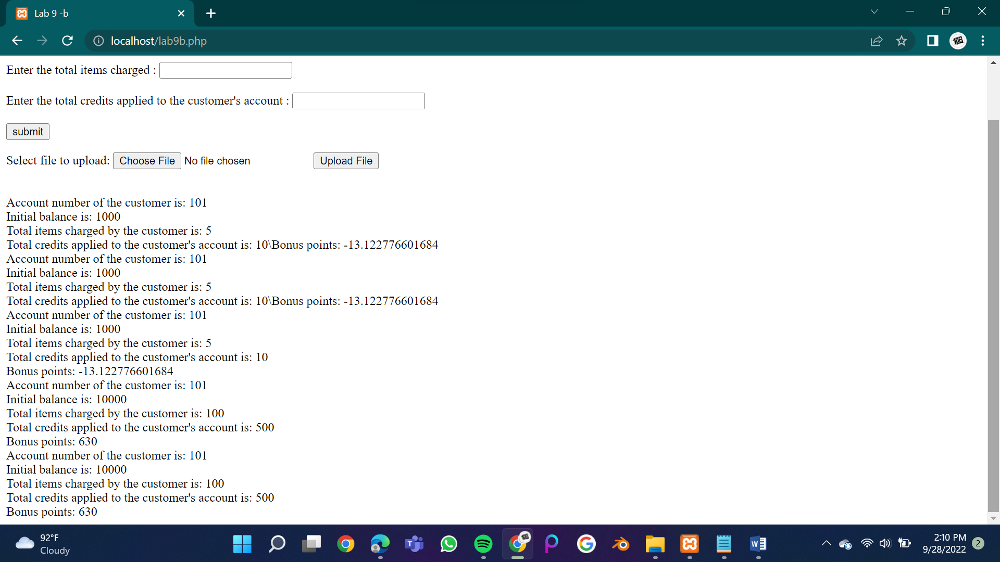 Lab 9 -b
localhost/lab9b.php
Enter the total items charged :
Enter the total credits applied to the customer's account :
submit
Select file to upload: Choose File No file chosen Upload File
Account number of the customer is: 101
Initial balance is: 1000
Total items charged by the customer is: 5
Total credits applied to the customer's account is: 10\Bonus points: -13.122776601684
Account number of the customer is: 101
Initial balance is: 1000
Total items charged by the customer is: 5
Total credits applied to the customer's account is: 10\Bonus points: -13.122776601684
Account number of the customer is: 101
Initial balance is: 1000
Total items charged by the customer is: 5
Total credits applied to the customer's account is: 10
Bonus points: -13.122776601684
Account number of the customer is: 101
Initial balance is: 10000
Total items charged by the customer is: 100
Total credits applied to the customer's account is: 500
Bonus points: 630
Account number of the customer is: 101
Initial balance is: 10000
Total items charged by the customer is: 100
Total credits applied to the customer's account is: 500
Bonus points: 630
92°F
Cloudy
2:10 PM
9/28/2022
2